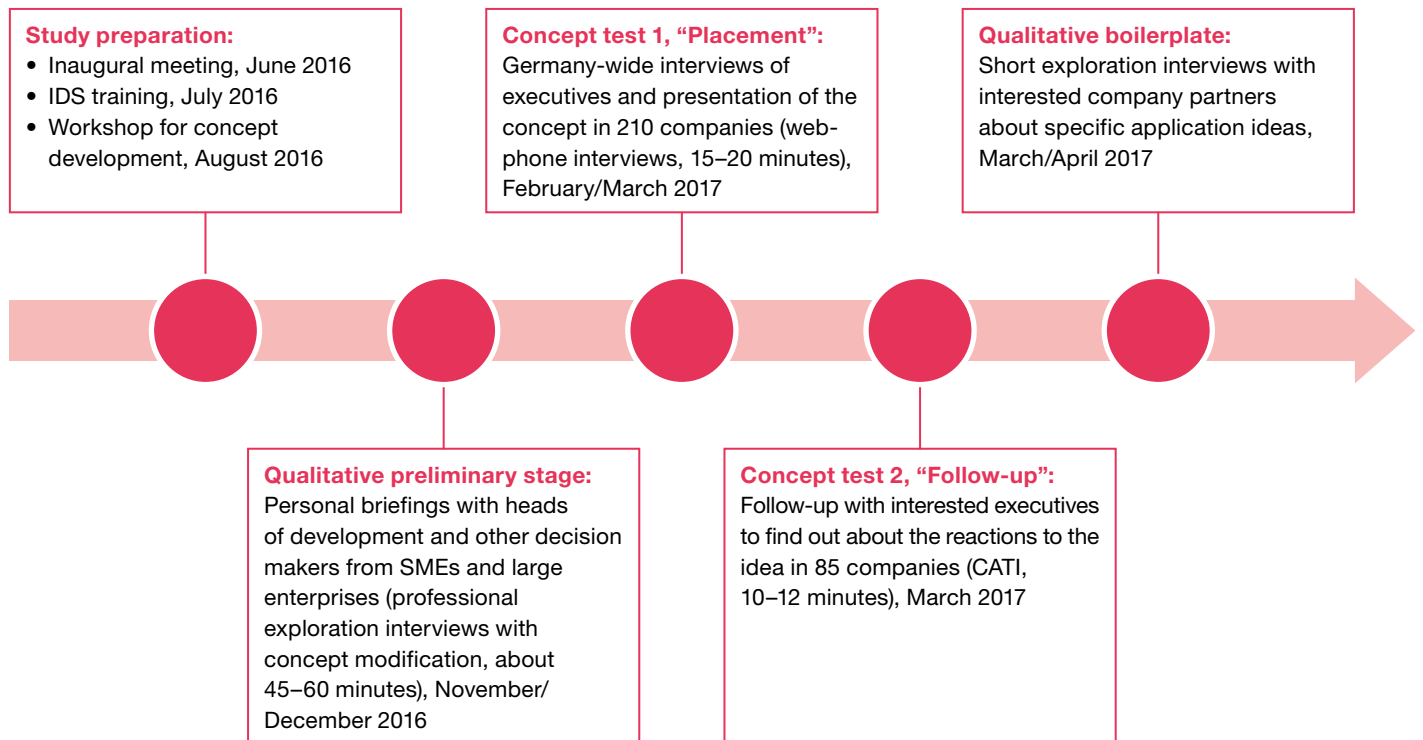 Study preparation:
• Inaugural meeting, June 2016
• IDS training, July 2016
• Workshop for concept
development, August 2016
Concept test 1, “Placement”:
Germany-wide interviews of
executives and presentation of the
concept in 210 companies (web-
phone interviews, 15–20 minutes),
February/March 2017
Qualitative boilerplate:
Short exploration interviews with
interested company partners
about specific application ideas,
March/April 2017
Qualitative preliminary stage:
Personal briefings with heads
of development and other decision
makers from SMEs and large
enterprises (professional
exploration interviews with
concept modification, about
45–60 minutes), November/
December 2016
Concept test 2, “Follow-up”:
Follow-up with interested executives
to find out about the reactions to the
idea in 85 companies (CATI,
10–12 minutes), March 2017